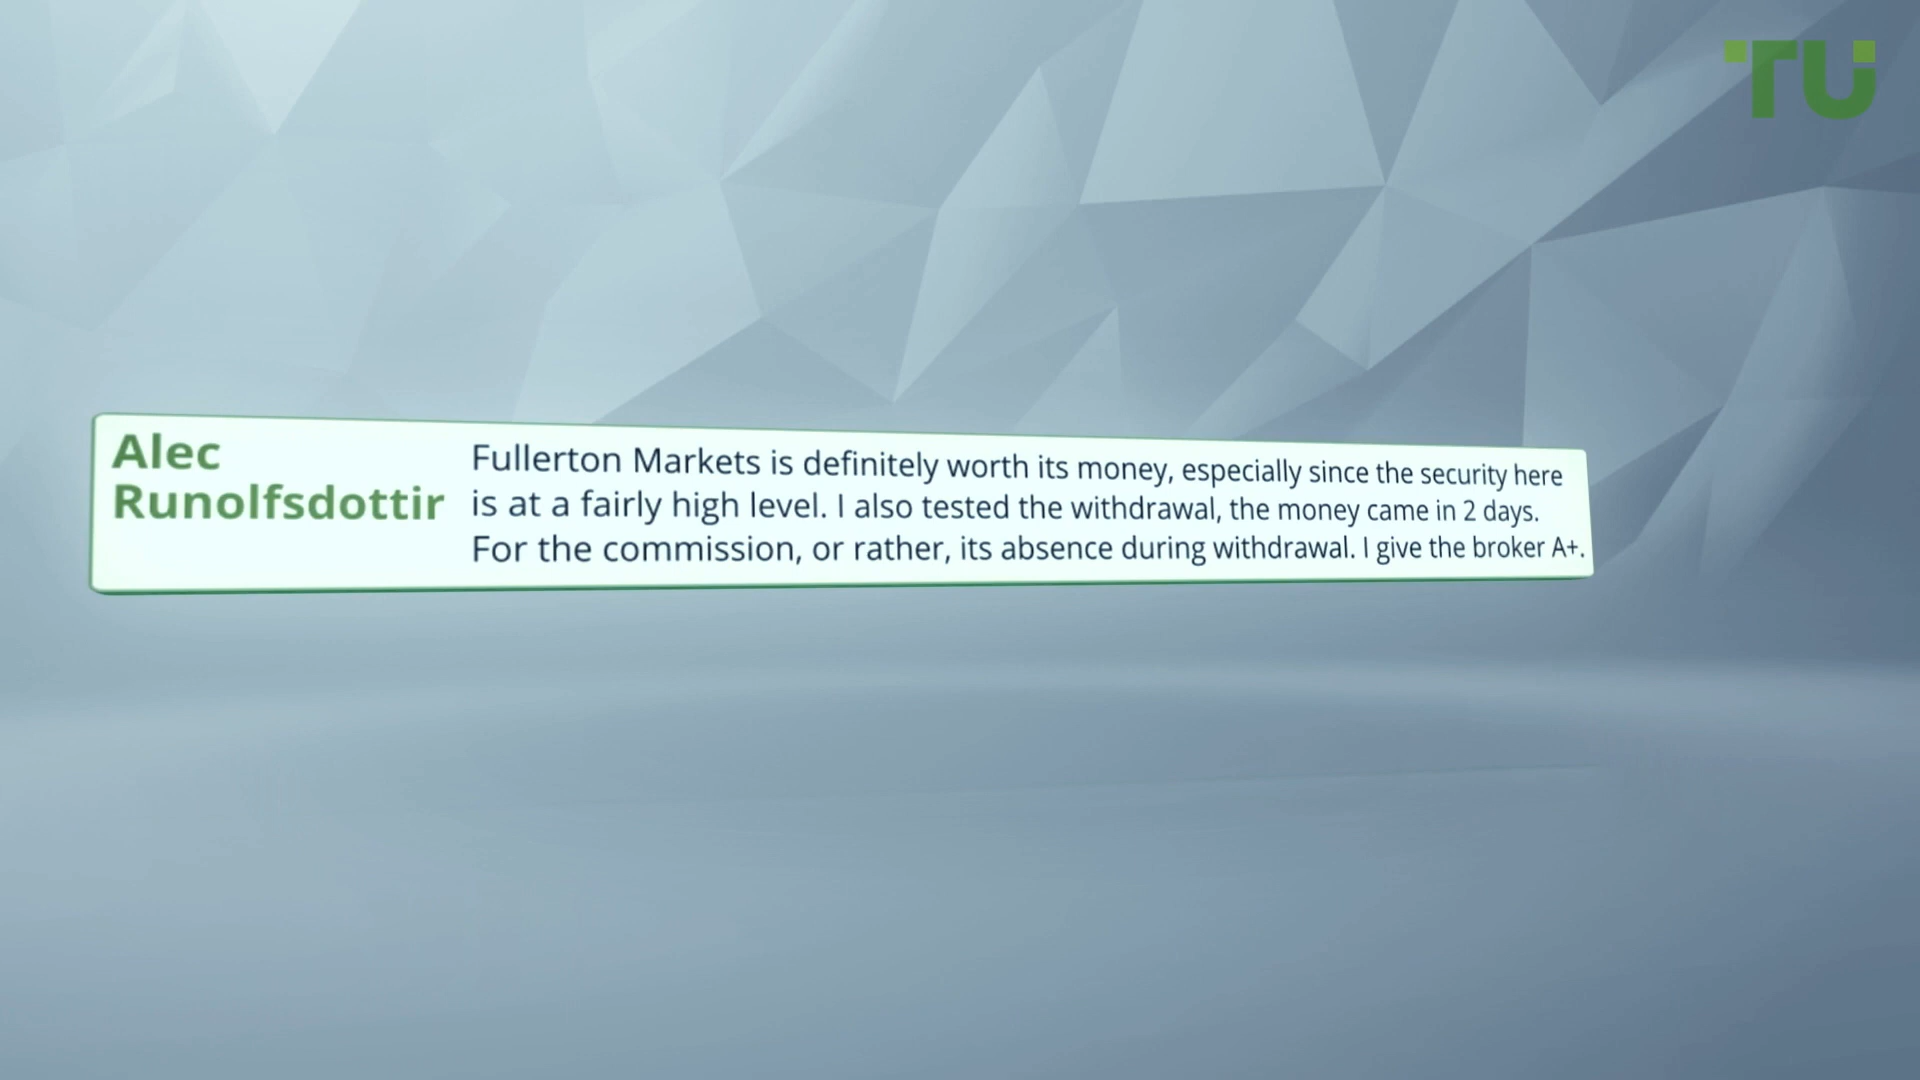 TU
Alec
Runolfsdottir
Fullerton Markets is definitely worth its money, especially since the security here
is at a fairly high level. I also tested the withdrawal, the money came in 2 days.
For the commission, or rather, its absence during withdrawal. I give the broker A+.